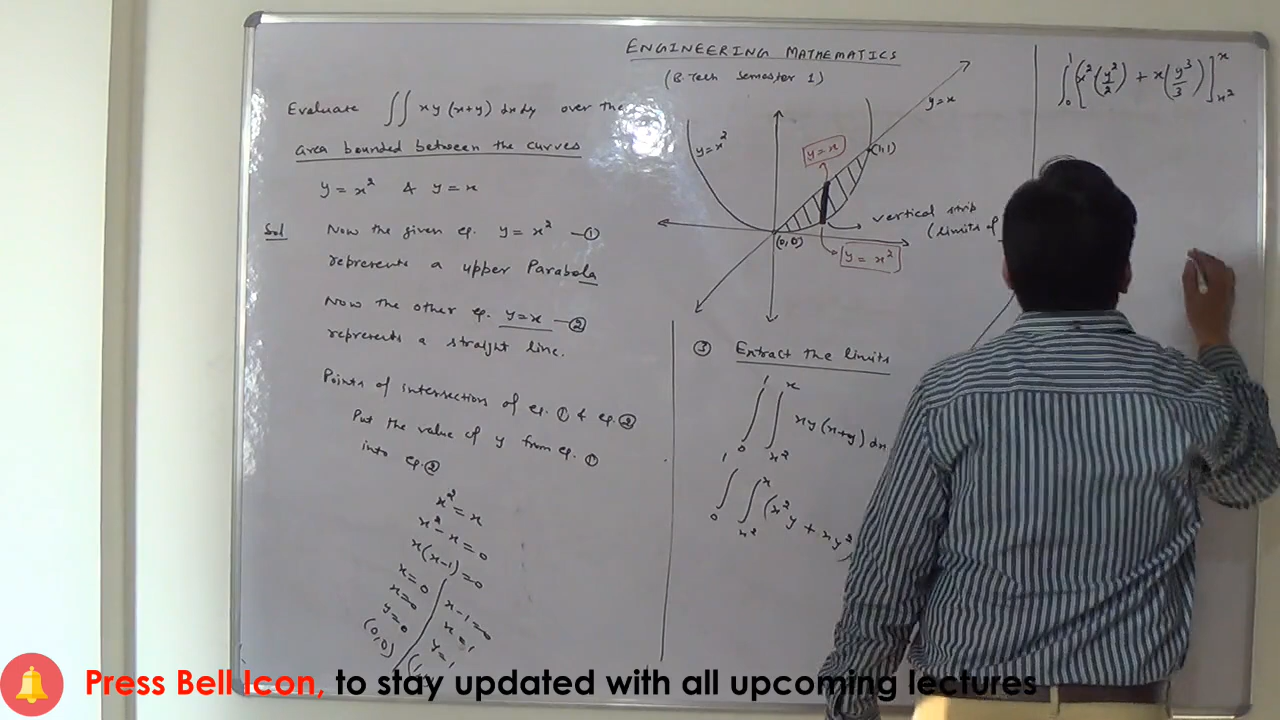 ENGINEERING MATHEMATICS
(B.Tech Semester 1)
Evaluate ∬ xy (x+y) dxdy over the
area bounded between the curves
y = x² & y = x
Sol Now the given eq. y = x² —①
represents a upper Parabola
Now the other eq. y=x —②
represents a straight line.
Points of intersections of eq. ① & eq. ②
Put the value of y from eq. ①
into eq. ②
x² = x
x² - x = 0
x(x-1) = 0
x=0
x=0
y=0
(0,0)
x-1=0
x=1
y=1
y=x²
y=x
y=x
(1,1)
(0,0)
y = x²
vertical strip
(limits of
③ Extract the limits
∫₀¹ ∫ₓ²ˣ xy(x+y) dx
∫₀¹ ∫ₓ²ˣ (x²y + xy²)
∫₀¹ [x²(y²/2) + x(y³/3)]ₓ²ˣ
Press Bell Icon, to stay updated with all upcoming lectures